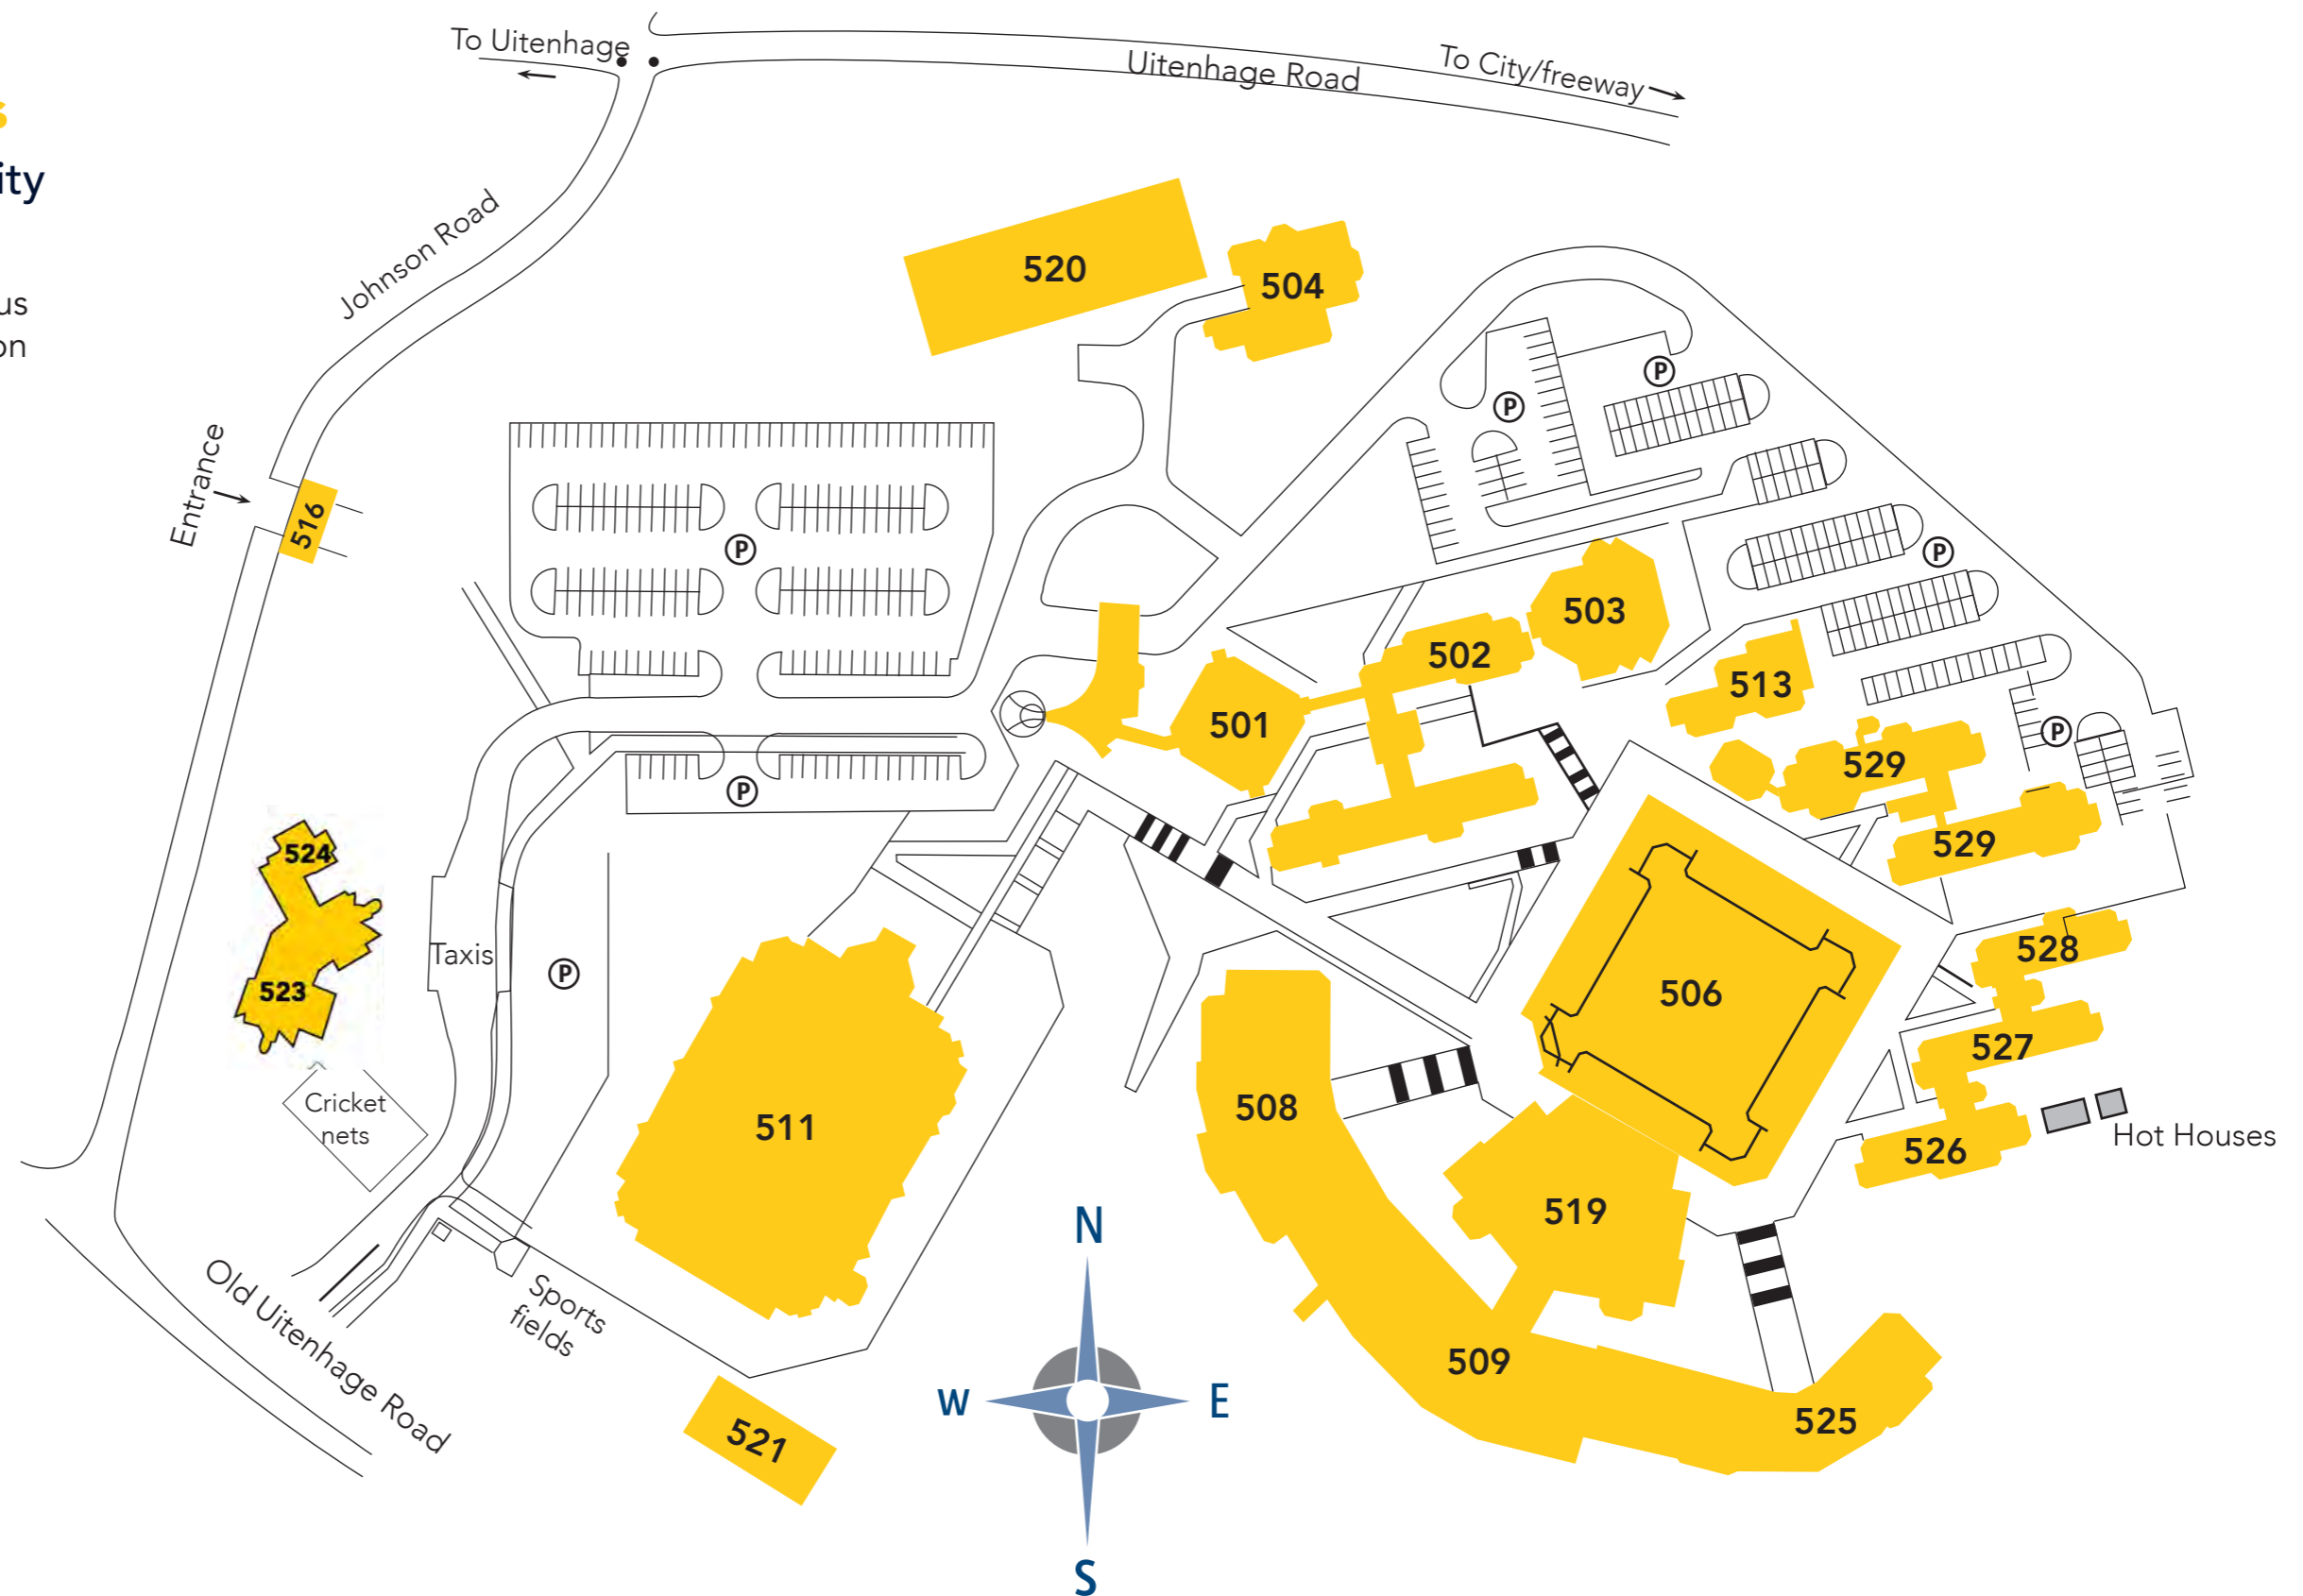 To Uitenhage
Uitenhage Road
To City/freeway
s
ity
us
on
Johnson Road
Entrance
516
520
504
P
P
P
P
P
P
P
503
502
501
513
529
529
524
523
Taxis
Cricket
nets
511
508
506
528
527
526
Hot Houses
519
509
525
521
Sports
fields
Old Uitenhage Road
N
W
E
S